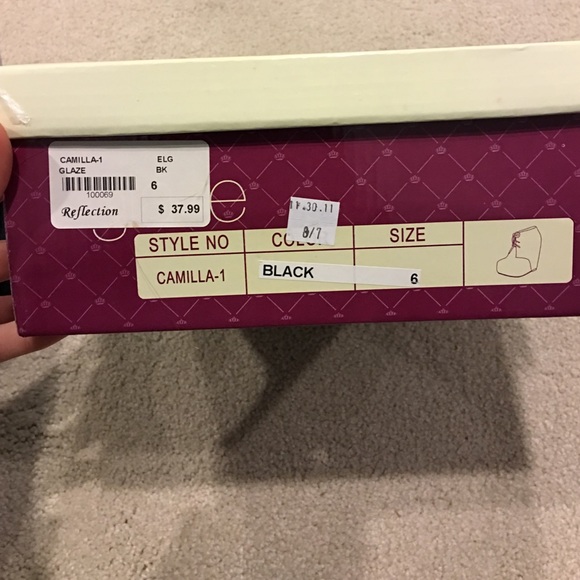 CAMILLA-1 ELG
GLAZE BK
6
100069
Reflection $ 37.99
e
8/7
STYLE NO SIZE
CAMILLA-1 BLACK 6